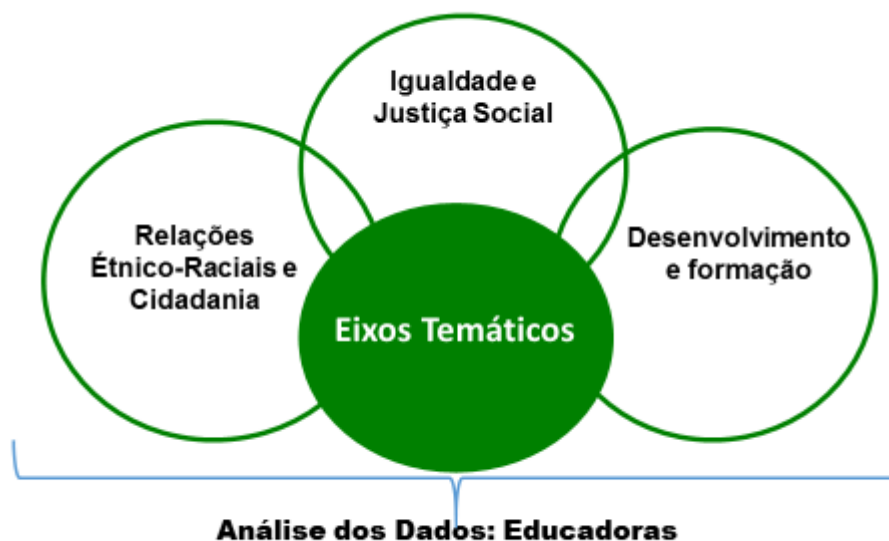 Igualdade e
Justiça Social
Relações
Étnico-Raciais e
Cidadania
Desenvolvimento
e formação
Eixos Temáticos
Análise dos Dados: Educadoras